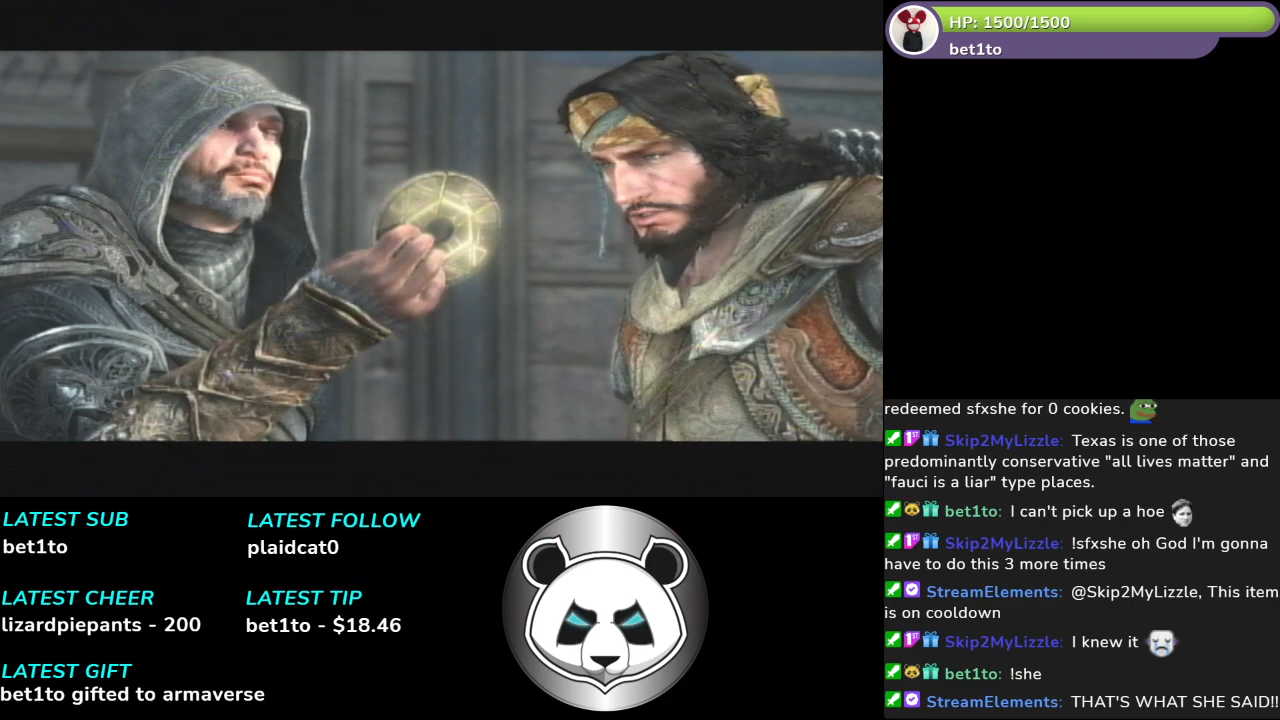 HP: 1500/1500
bet1to
redeemed sfxshe for 0 cookies.
Skip2MyLizzle: Texas is one of those
predominantly conservative "all lives matter" and
"fauci is a liar" type places.
bet1to: I can't pick up a hoe
Skip2MyLizzle: !sfxshe oh God I'm gonna
have to do this 3 more times
StreamElements: @Skip2MyLizzle, This item
is on cooldown
Skip2MyLizzle: I knew it
bet1to: !she
StreamElements: THAT'S WHAT SHE SAID!!
LATEST SUB
bet1to
LATEST FOLLOW
plaidcat0
LATEST CHEER
lizardpiepants - 200
LATEST TIP
bet1to - $18.46
LATEST GIFT
bet1to gifted to armaverse